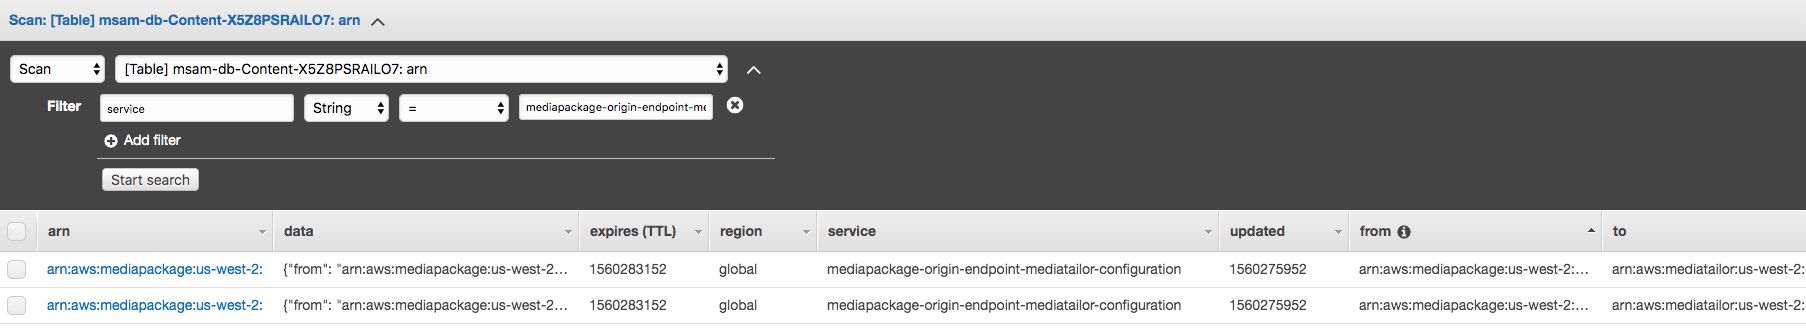 Scan: [Table] msam-db-Content-X5Z8PSRAILO7: arn
Scan [Table] msam-db-Content-X5Z8PSRAILO7: arn
Filter service String = mediapackage-origin-endpoint-me
Add filter
Start search
arn data expires (TTL) region service updated from to
arn:aws:mediapackage:us-west-2: {"from": "arn:aws:mediapackage:us-west-2... 1560283152 global mediapackage-origin-endpoint-mediatailor-configuration 1560275952 arn:aws:mediapackage:us-west-2:... arn:aws:mediatailor:us-west-2:
arn:aws:mediapackage:us-west-2: {"from": "arn:aws:mediapackage:us-west-2... 1560283152 global mediapackage-origin-endpoint-mediatailor-configuration 1560275952 arn:aws:mediapackage:us-west-2:... arn:aws:mediatailor:us-west-2: